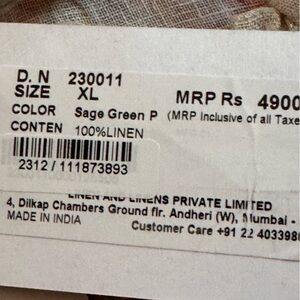 D. N 230011
SIZE XL MRP Rs 4900
COLOR Sage Green P (MRP Inclusive of all Taxe
CONTEN 100%LINEN
2312 / 111873893
LINEN AND LINENS PRIVATE LIMITED
4, Dilkap Chambers Ground flr. Andheri (W), Mumbai -
MADE IN INDIA Customer Care +91 22 4033980